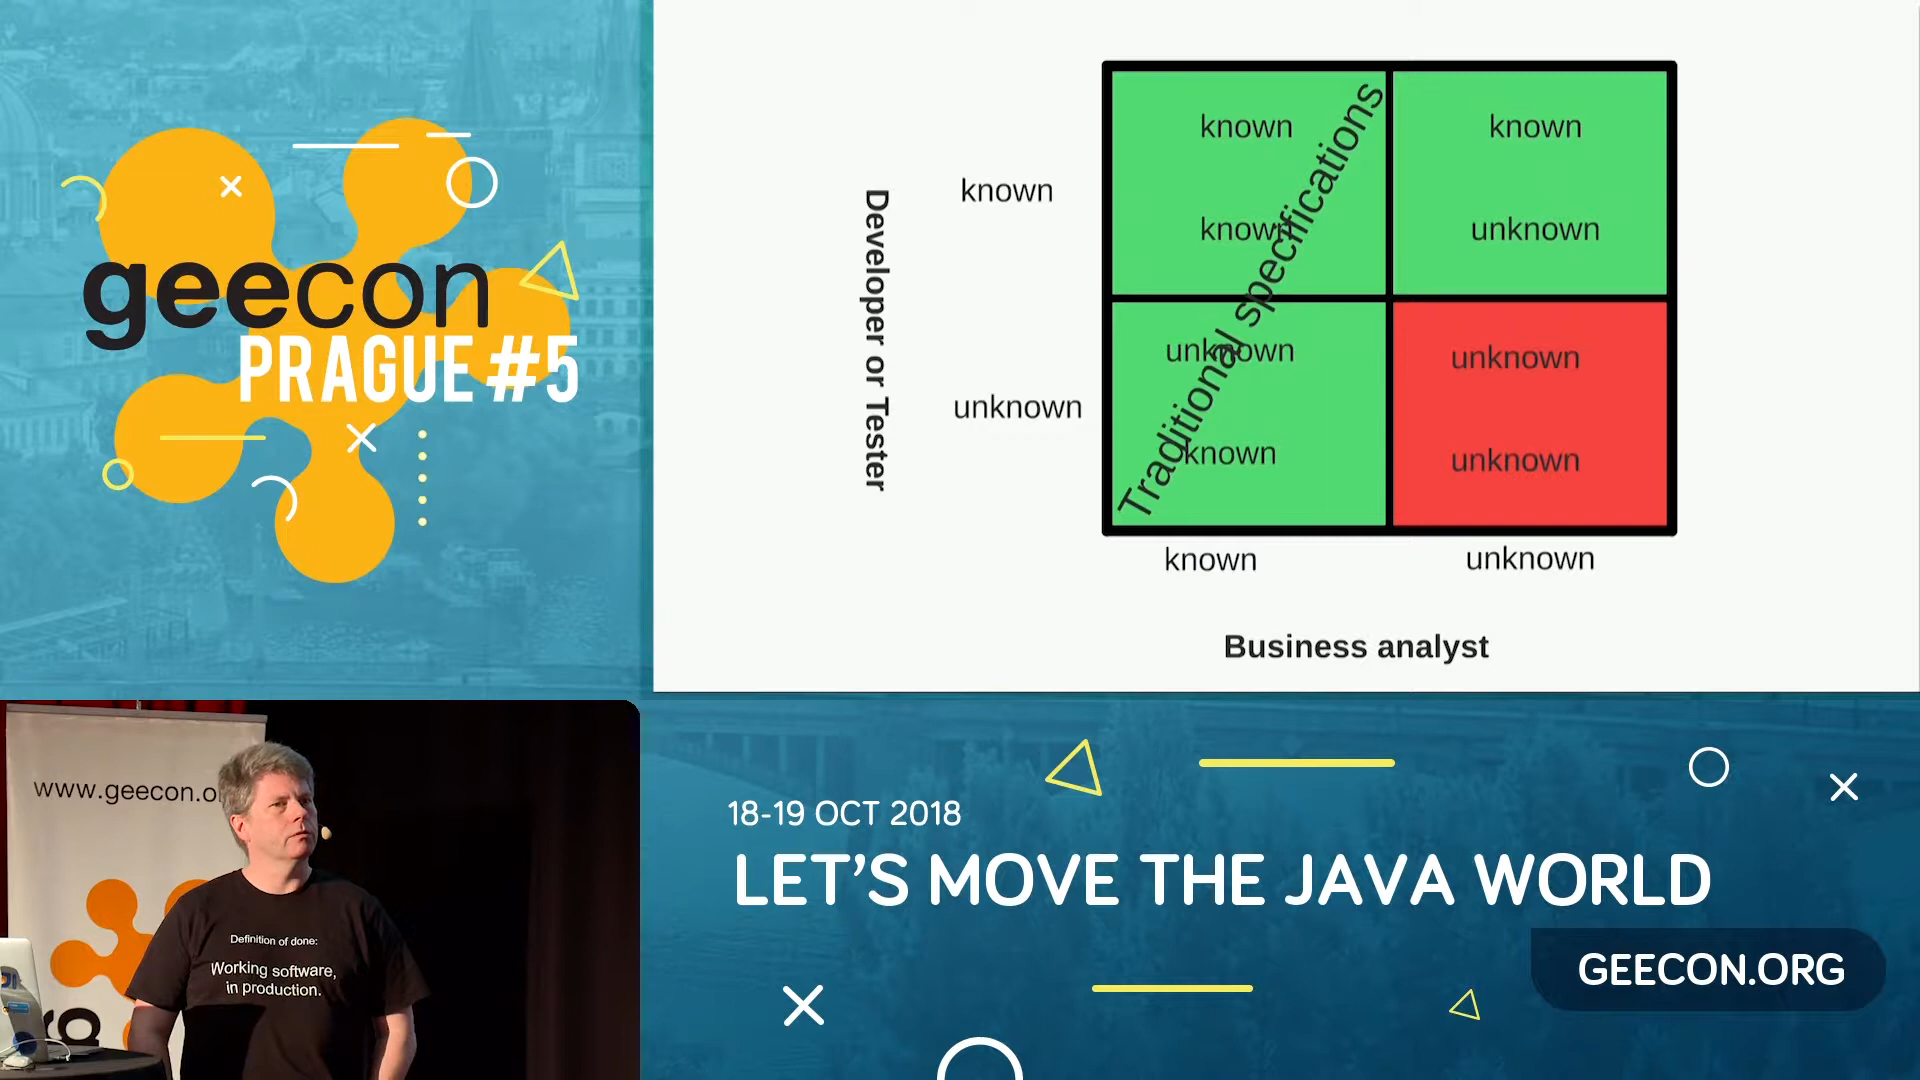 geecon
PRAGUE #5
Developer or Tester
known
unknown
known
known
known
unknown
unknown
known
unknown
unknown
Traditional specifications
known
unknown
Business analyst
www.geecon.o
Definition of done:
Working software,
in production.
rg
18-19 OCT 2018
LET'S MOVE THE JAVA WORLD
GEECON.ORG